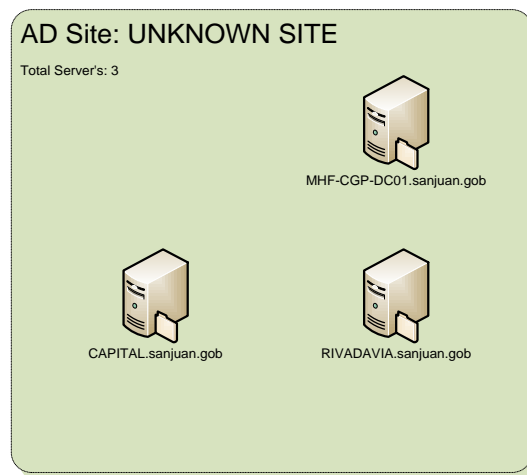 AD Site: UNKNOWN SITE
Total Server's: 3
MHF-CGP-DC01.sanjuan.gob
CAPITAL.sanjuan.gob
RIVADAVIA.sanjuan.gob